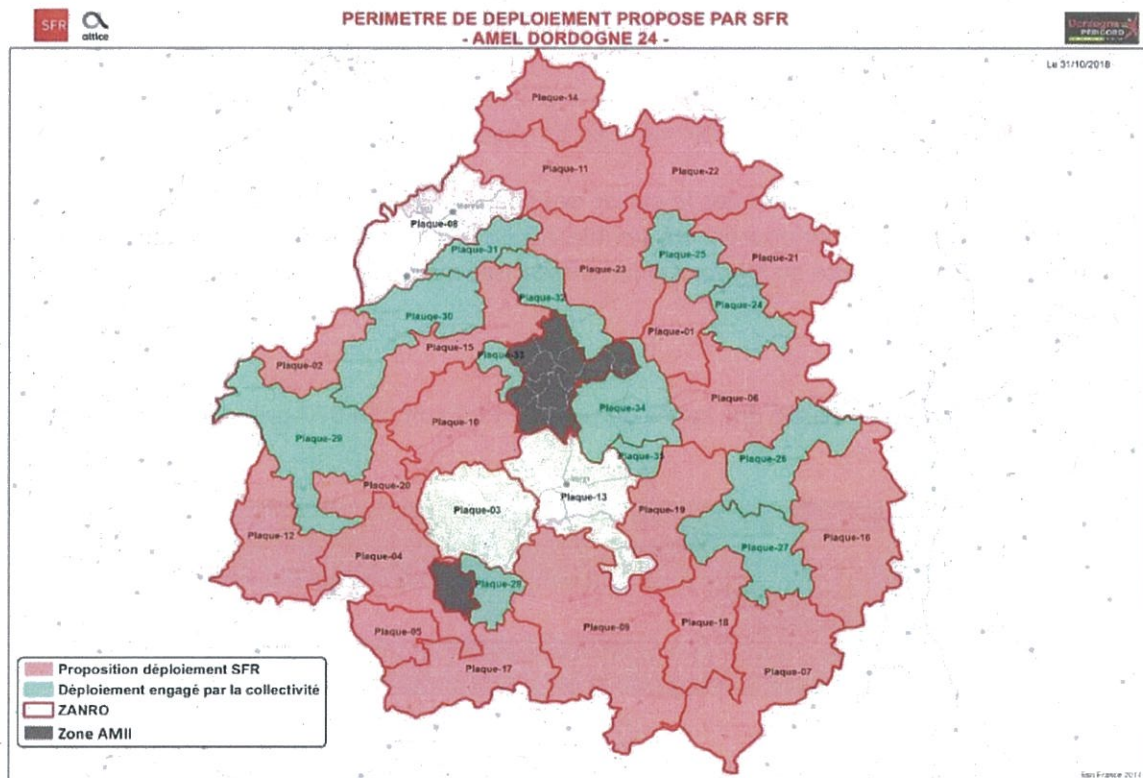 SFR
altice
PERIMETRE DE DEPLOIEMENT PROPOSE PAR SFR
- AMEL DORDOGNE 24 -
Dordogne
PÉRIGORD
Le 31/10/2018
Plaque-14
Plaque-11
Plaque-22
Mareuil
Plaque-08
Plaque-31
Plaque-25
Plaque-21
Plaque-23
Plaque-32
Plaque-24
Plauqe-30
Plaque-01
Plaque-15
Plaque-33
Plaque-02
Plaque-06
Plaque-34
Plaque-10
Plaque-29
Plaque-35
Plaque-26
Plaque-20
Plaque-13
Plaque-03
Plaque-19
Plaque-12
Plaque-16
Plaque-27
Plaque-04
Plaque-28
Plaque-18
Plaque-09
Plaque-05
Plaque-17
Plaque-07
Proposition déploiement SFR
Déploiement engagé par la collectivité
ZANRO
Zone AMII